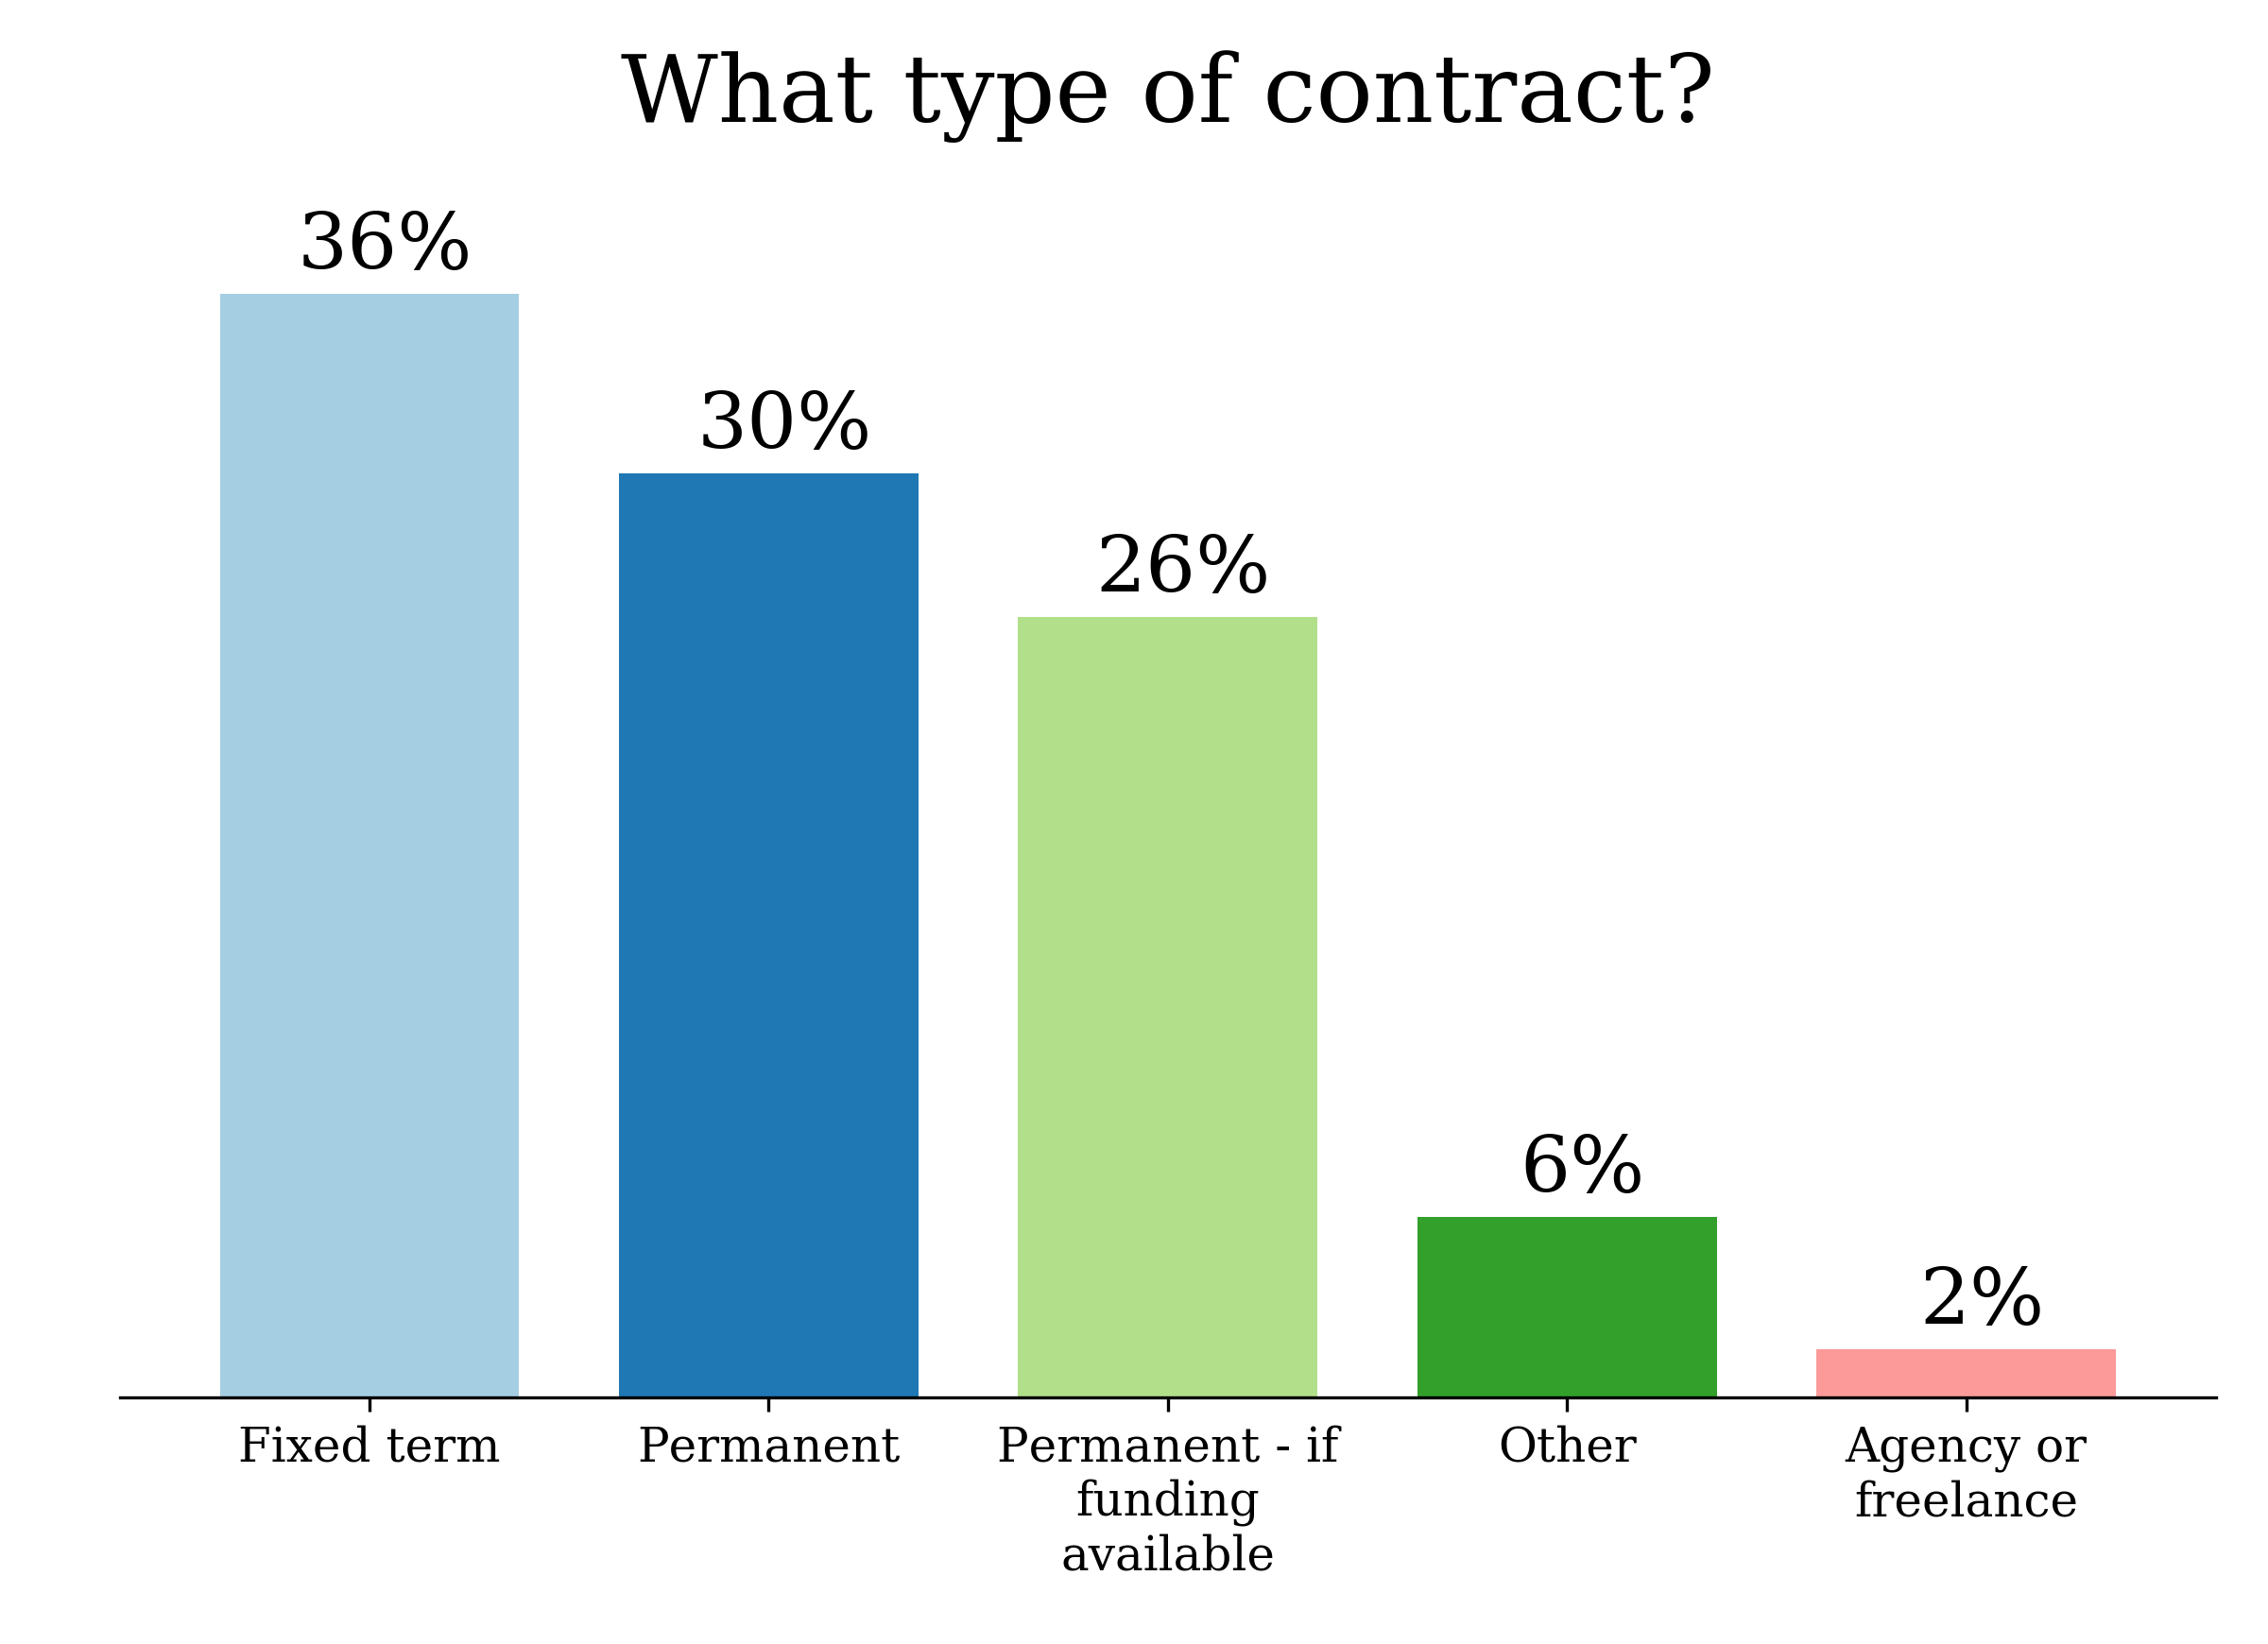 What type of contract?
36%
30%
26%
6%
2%
Fixed term
Permanent
Permanent - if
funding
available
Other
Agency or
freelance